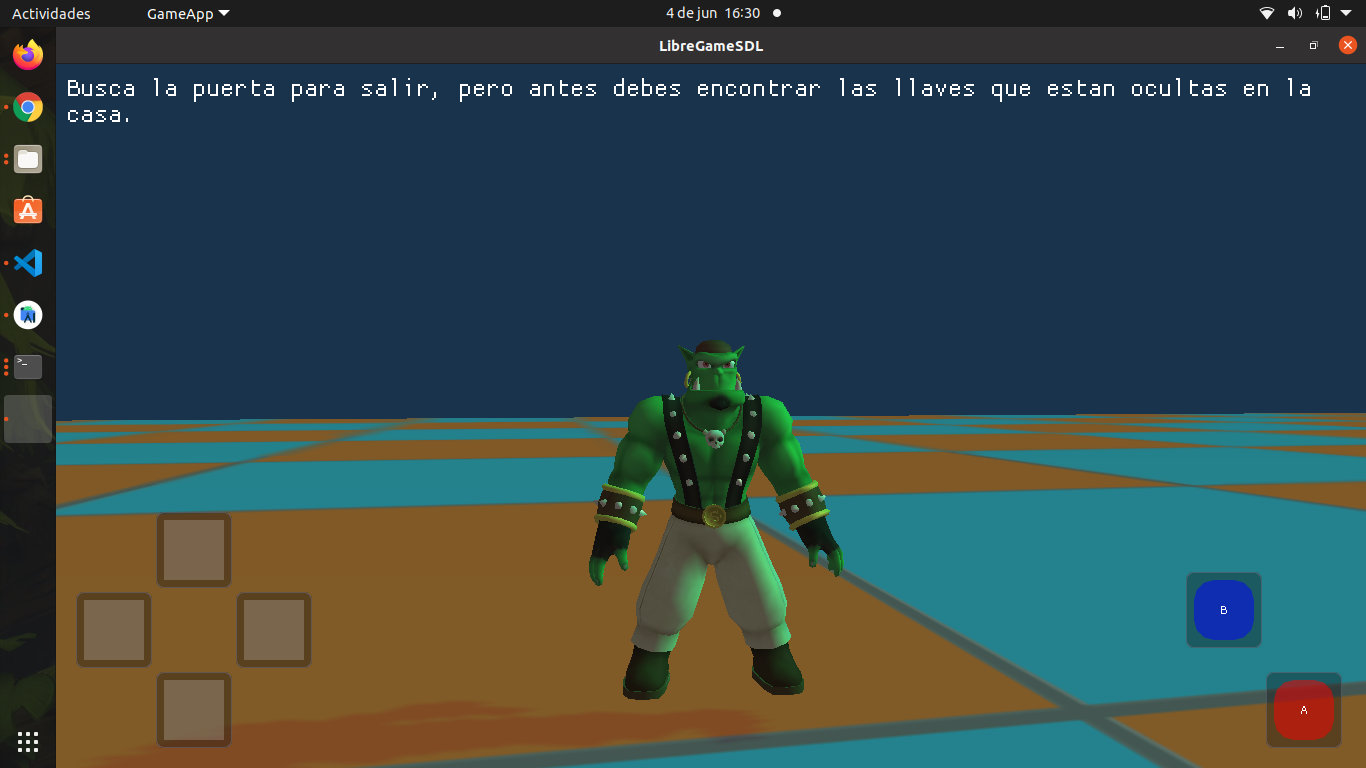 Actividades GameApp 4 de jun 16:30
LibreGameSDL
Busca la puerta para salir, pero antes debes encontrar las llaves que estan ocultas en la
casa.
B
A